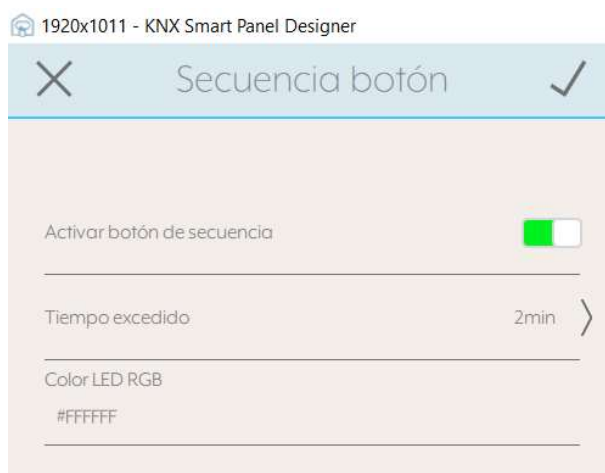 1920x1011 - KNX Smart Panel Designer
Secuencia botón
Activar botón de secuencia
Tiempo excedido 2min
Color LED RGB
#FFFFFF